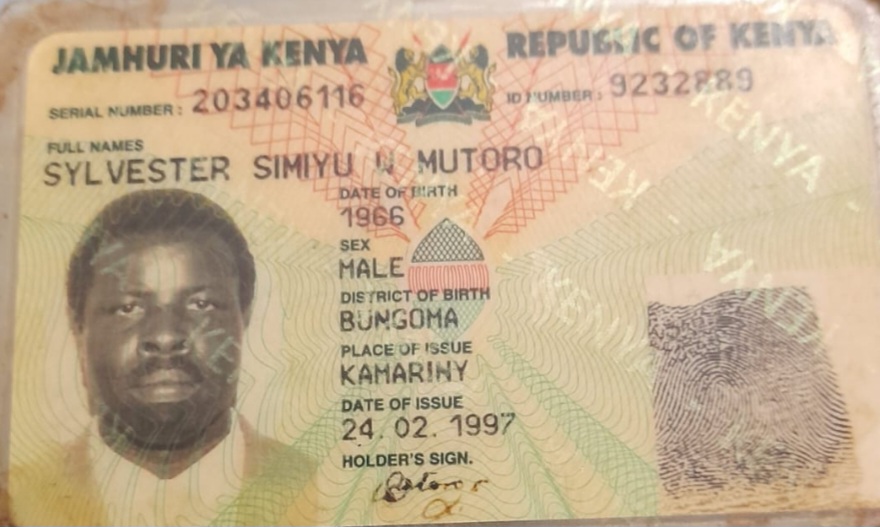 JAMHURI YA KENYA REPUBLIC OF KENYA
SERIAL NUMBER: 203406116 ID NUMBER: 9232889
FULL NAMES
SYLVESTER SIMIYU W MUTORO
DATE OF BIRTH
1966
SEX
MALE
DISTRICT OF BIRTH
BUNGOMA
PLACE OF ISSUE
KAMARINY
DATE OF ISSUE
24. 02. 1997
HOLDER'S SIGN.
KENYA
KENYA
KENYA
KENYA